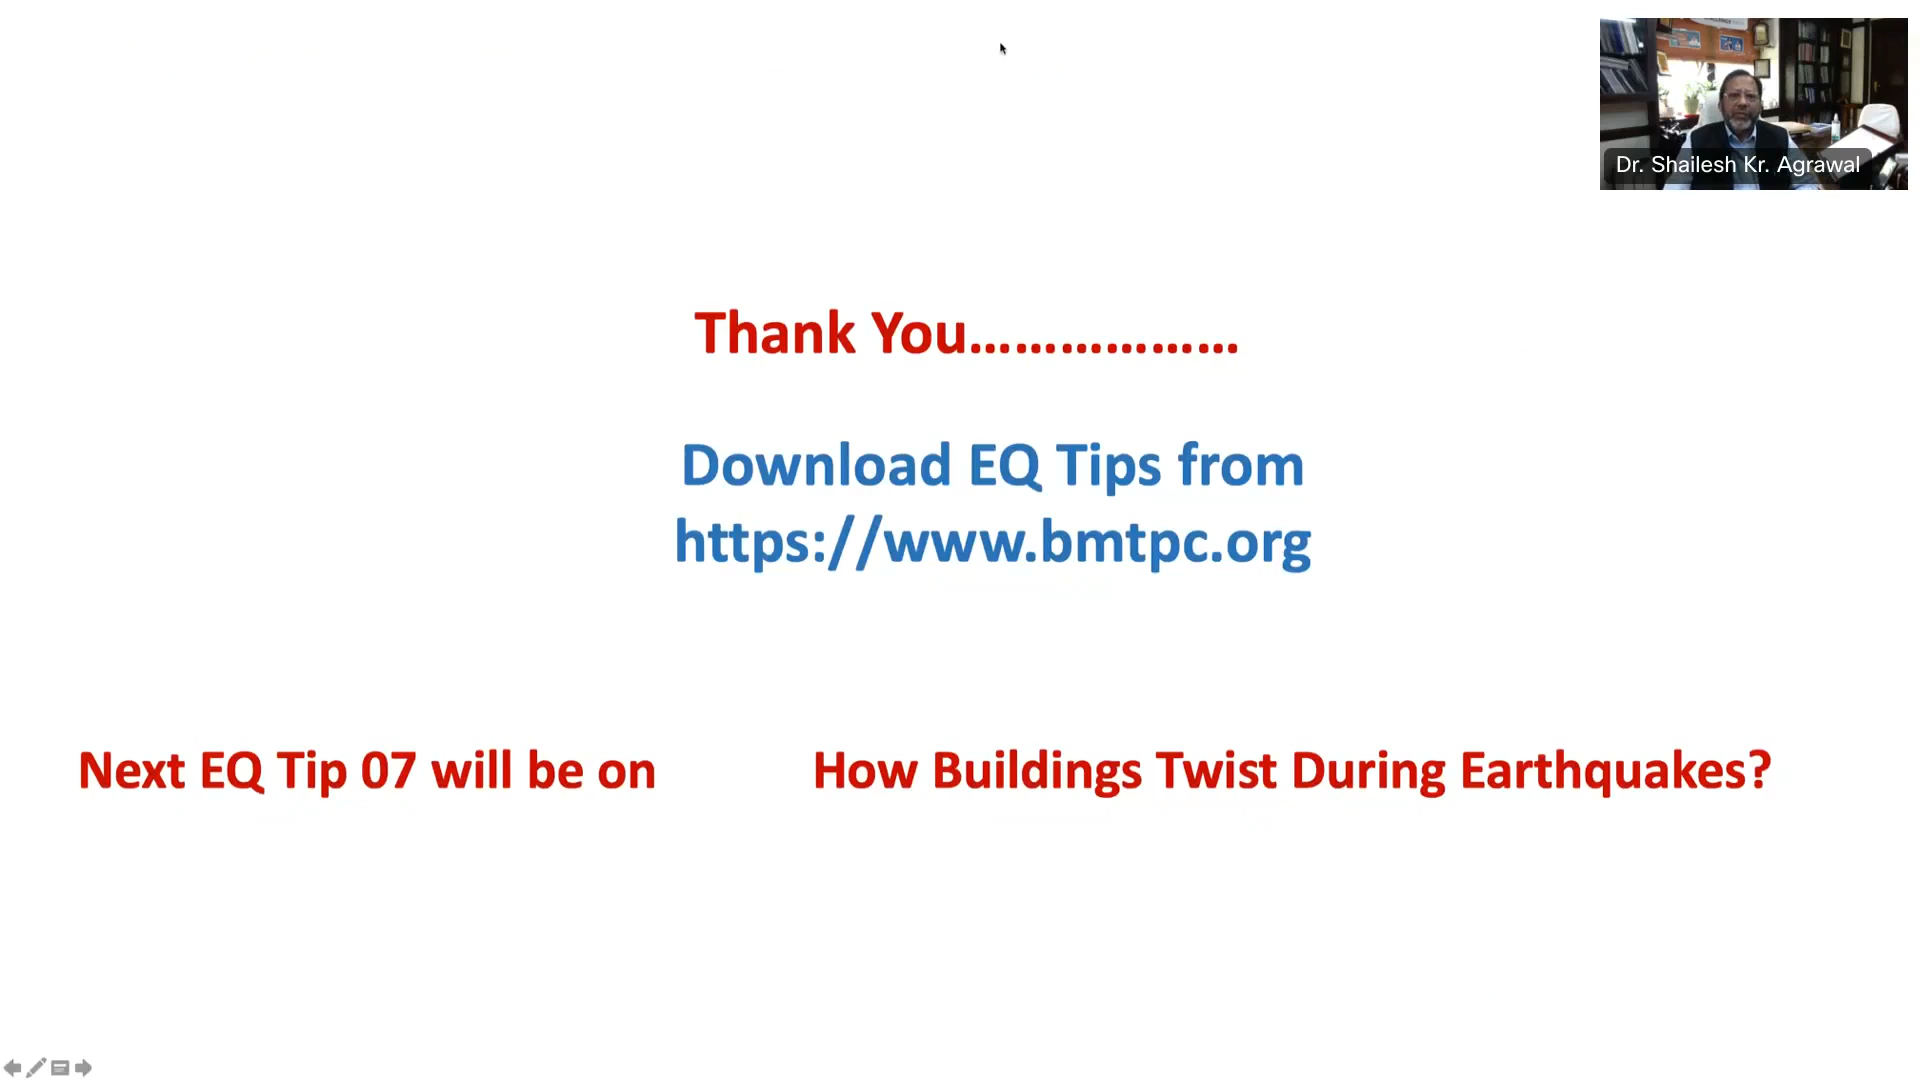 Dr. Shailesh Kr. Agrawal
Thank You………………
Download EQ Tips from
https://www.bmtpc.org
Next EQ Tip 07 will be on How Buildings Twist During Earthquakes?